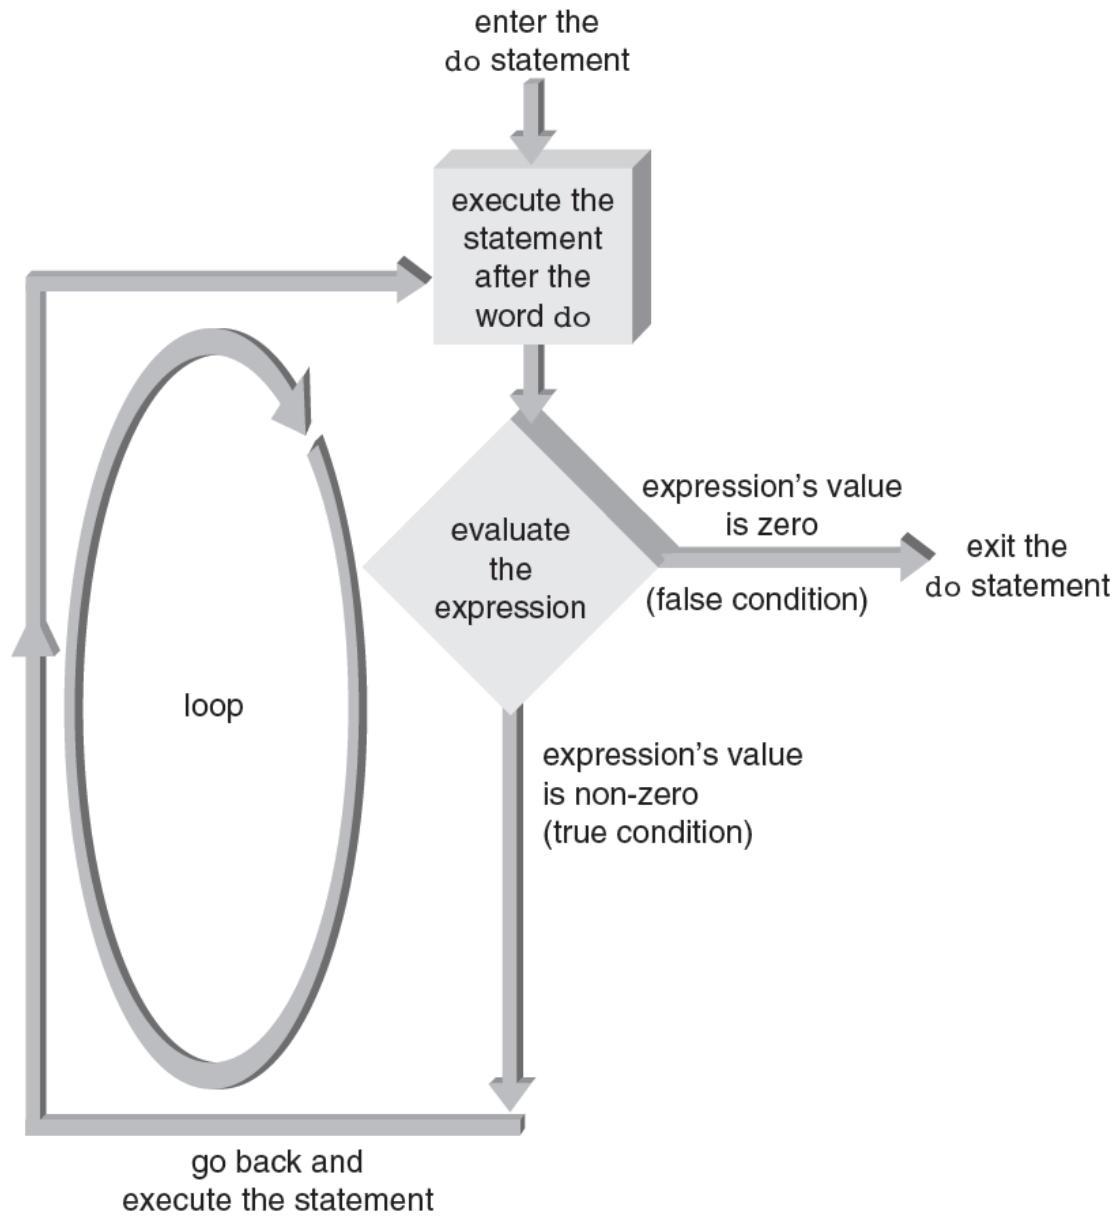 enter the
do statement
execute the
statement
after the
word do
evaluate
the
expression
expression's value
is zero
(false condition)
exit the
do statement
loop
expression's value
is non-zero
(true condition)
go back and
execute the statement